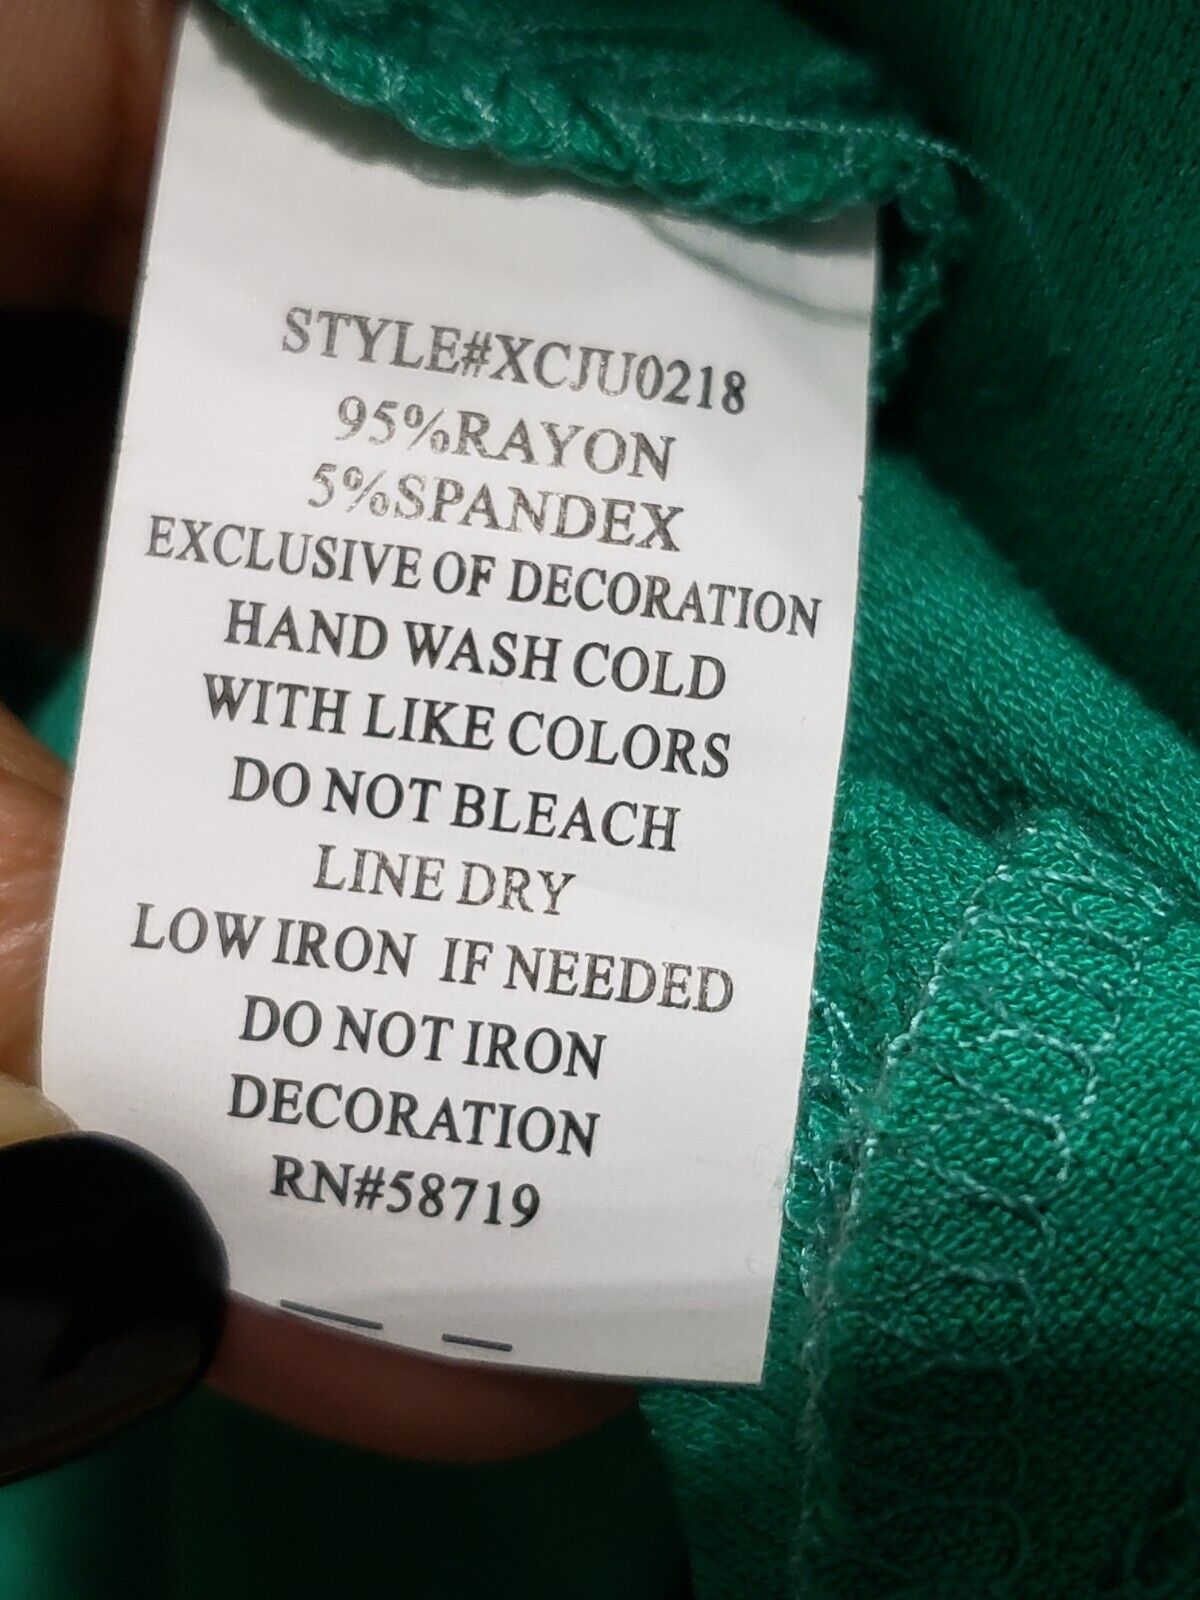 STYLE#XCJU0218
95%RAYON
5%SPANDEX
EXCLUSIVE OF DECORATION
HAND WASH COLD
WITH LIKE COLORS
DO NOT BLEACH
LINE DRY
LOW IRON IF NEEDED
DO NOT IRON
DECORATION
RN#58719